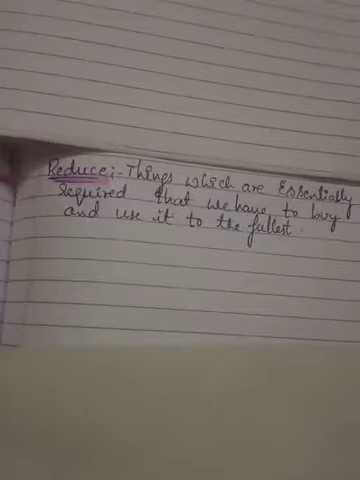 Reduce:- Things which are Essentially
required that we have to buy
and use it to the fullest.